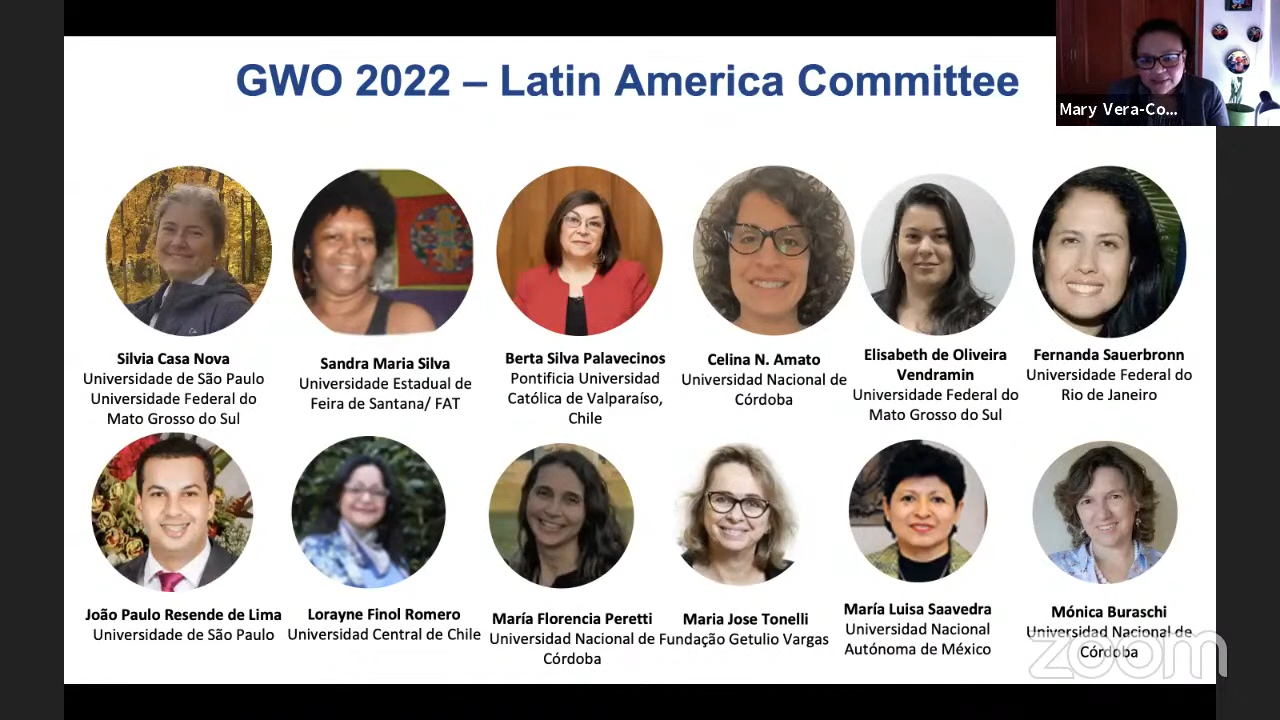 GWO 2022 – Latin America Committee
Mary Vera-Co...
Silvia Casa Nova
Universidade de São Paulo
Universidade Federal do
Mato Grosso do Sul
Sandra Maria Silva
Universidade Estadual de
Feira de Santana/ FAT
Berta Silva Palavecinos
Pontificia Universidad
Católica de Valparaíso,
Chile
Celina N. Amato
Universidad Nacional de
Córdoba
Elisabeth de Oliveira
Vendramin
Universidade Federal do
Mato Grosso do Sul
Fernanda Sauerbronn
Universidade Federal do
Rio de Janeiro
João Paulo Resende de Lima
Universidade de São Paulo
Lorayne Finol Romero
Universidad Central de Chile
María Florencia Peretti
Universidad Nacional de
Córdoba
Maria Jose Tonelli
Fundação Getulio Vargas
María Luisa Saavedra
Universidad Nacional
Autónoma de México
Mónica Buraschi
Universidad Nacional de
Córdoba
zoom